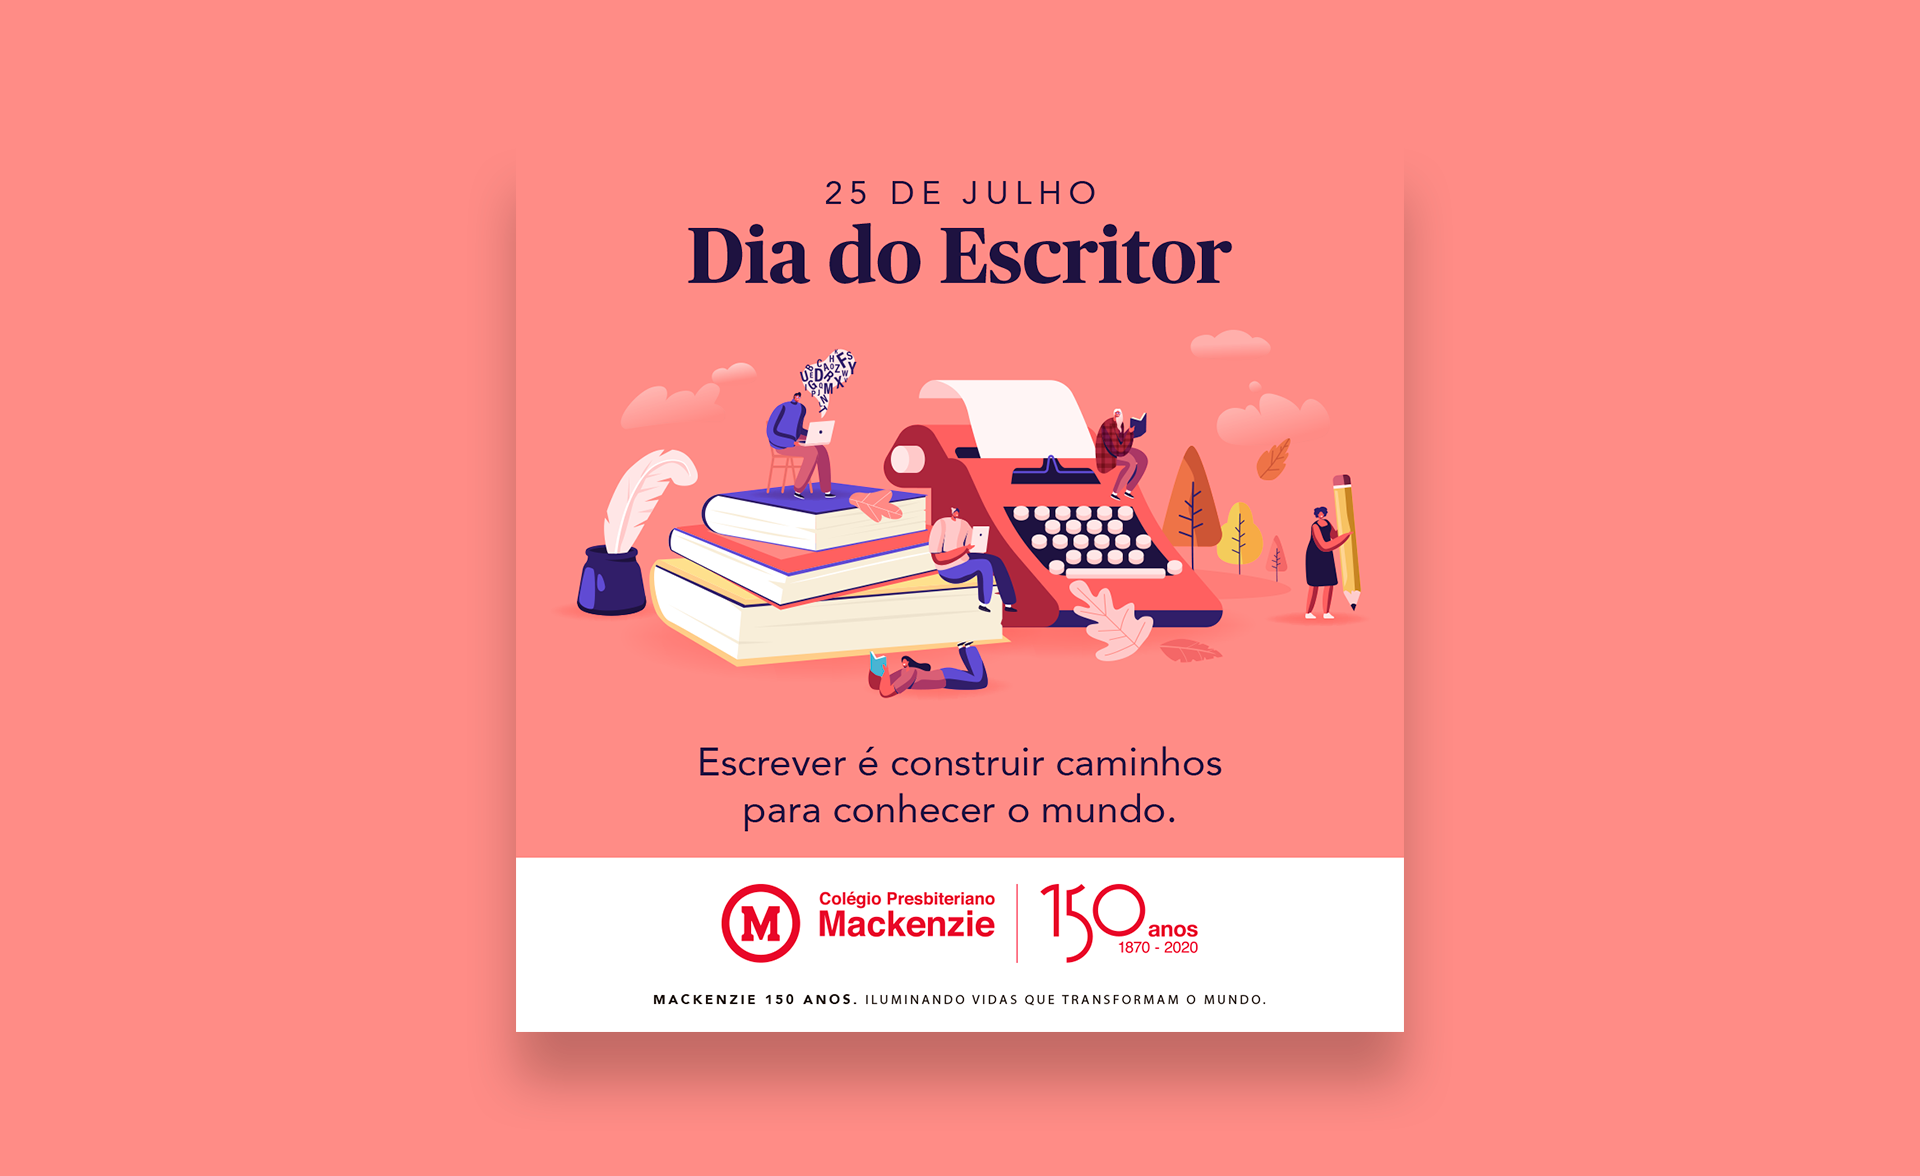 25 DE JULHO
Dia do Escritor
Escrever é construir caminhos
para conhecer o mundo.
M
Colégio Presbiteriano
Mackenzie
150 anos
1870 - 2020
MACKENZIE 150 ANOS. ILUMINANDO VIDAS QUE TRANSFORMAM O MUNDO.